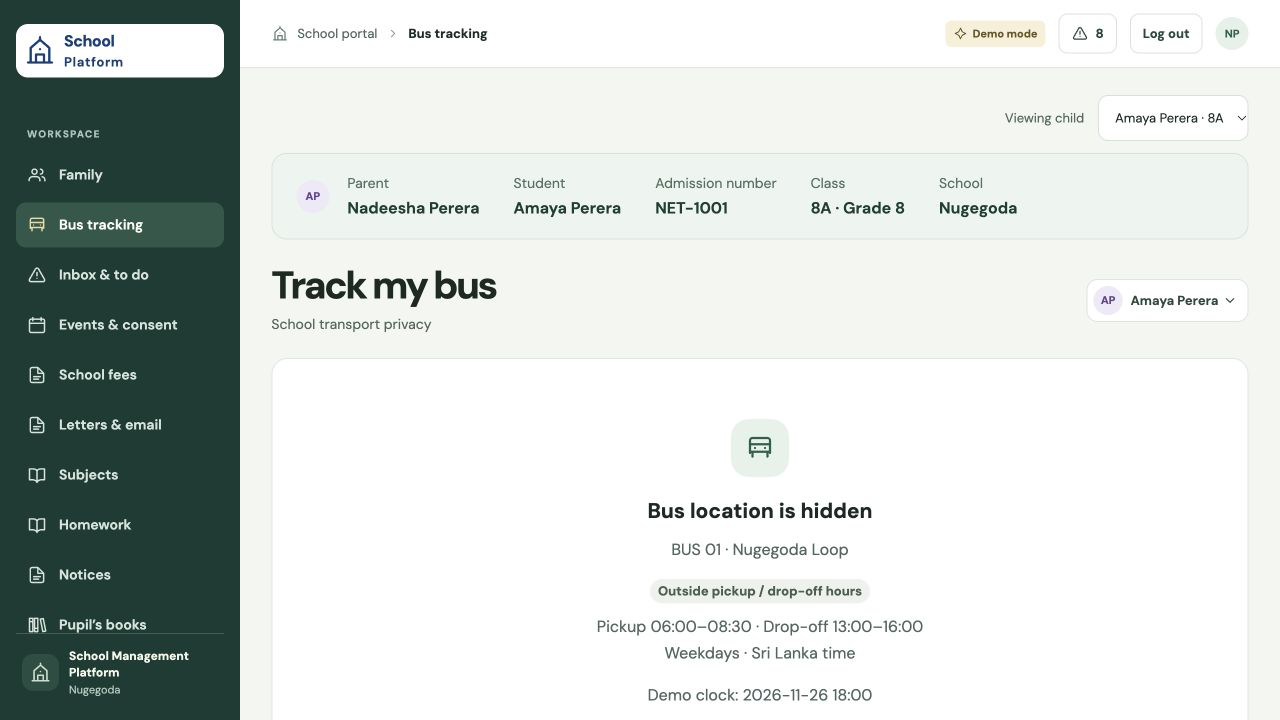 School
Platform
WORKSPACE
Family
Bus tracking
Inbox & to do
Events & consent
School fees
Letters & email
Subjects
Homework
Notices
Pupil's books
School Management
Platform
Nugegoda
School portal > Bus tracking
Demo mode
8
Log out
NP
Viewing child
Amaya Perera · 8A
AP
Parent
Nadeesha Perera
Student
Amaya Perera
Admission number
NET-1001
Class
8A · Grade 8
School
Nugegoda
Track my bus
School transport privacy
AP Amaya Perera
Bus location is hidden
BUS 01 · Nugegoda Loop
Outside pickup / drop-off hours
Pickup 06:00–08:30 · Drop-off 13:00–16:00
Weekdays · Sri Lanka time
Demo clock: 2026-11-26 18:00